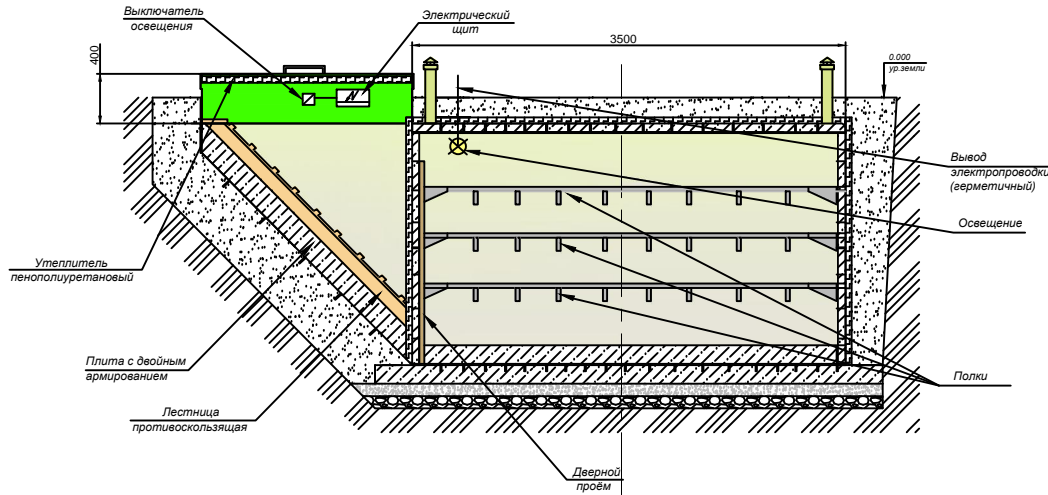 Выключатель
освещения
Электрический
щит
3500
400
0.000
ур.земли
Вывод
электропроводки
(герметичный)
Освещение
Утеплитель
пенополиуретановый
Плита с двойным
армированием
Полки
Лестница
противоскользящая
Дверной
проём